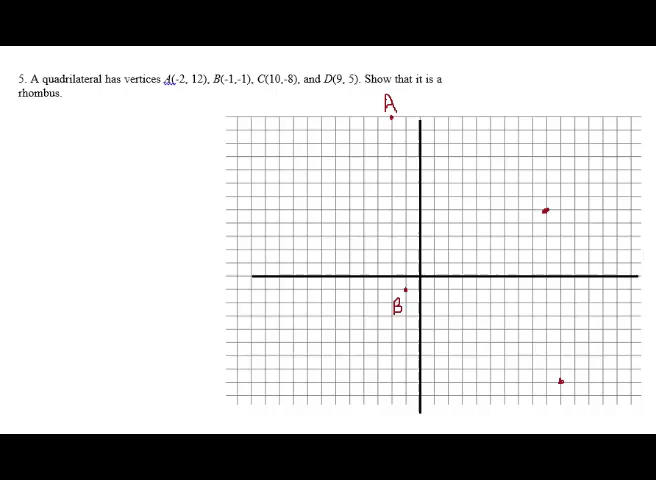 5. A quadrilateral has vertices A(-2, 12), B(-1,-1), C(10,-8), and D(9, 5). Show that it is a
rhombus.
A
B